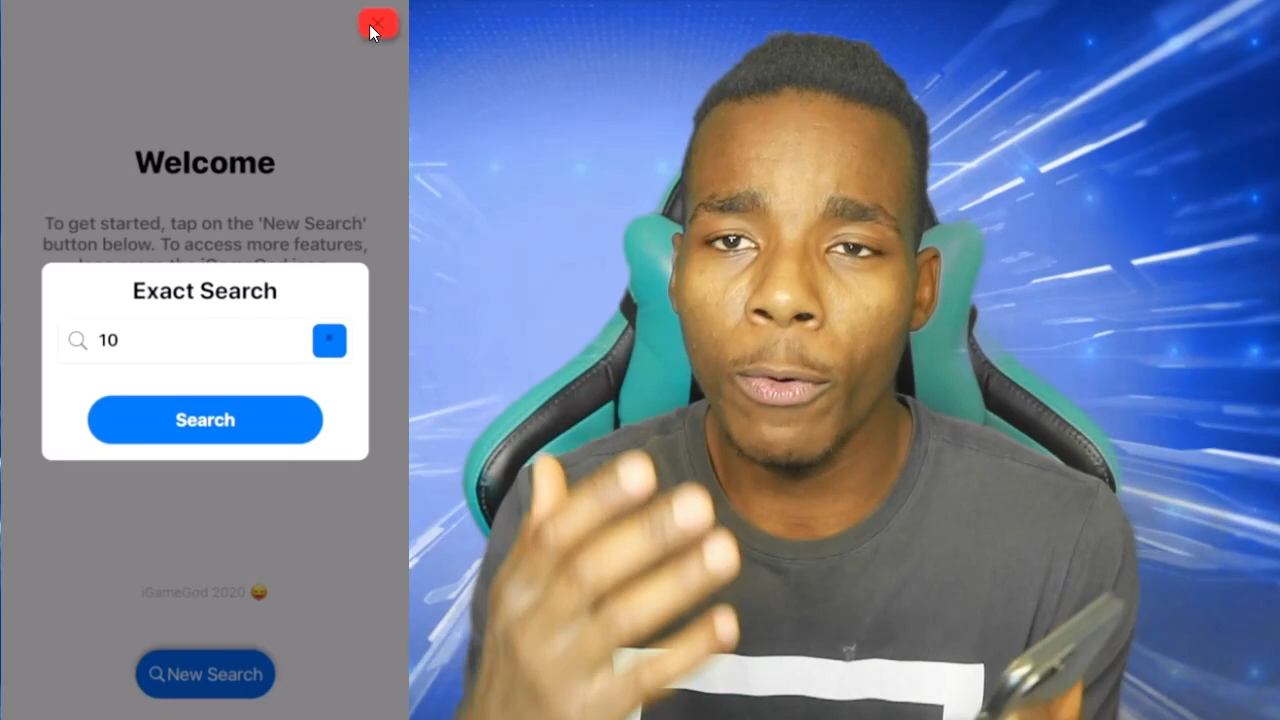 Welcome
To get started, tap on the 'New Search'
button below. To access more features,
Exact Search
10
*
Search
iGameGod 2020 😝
New Search